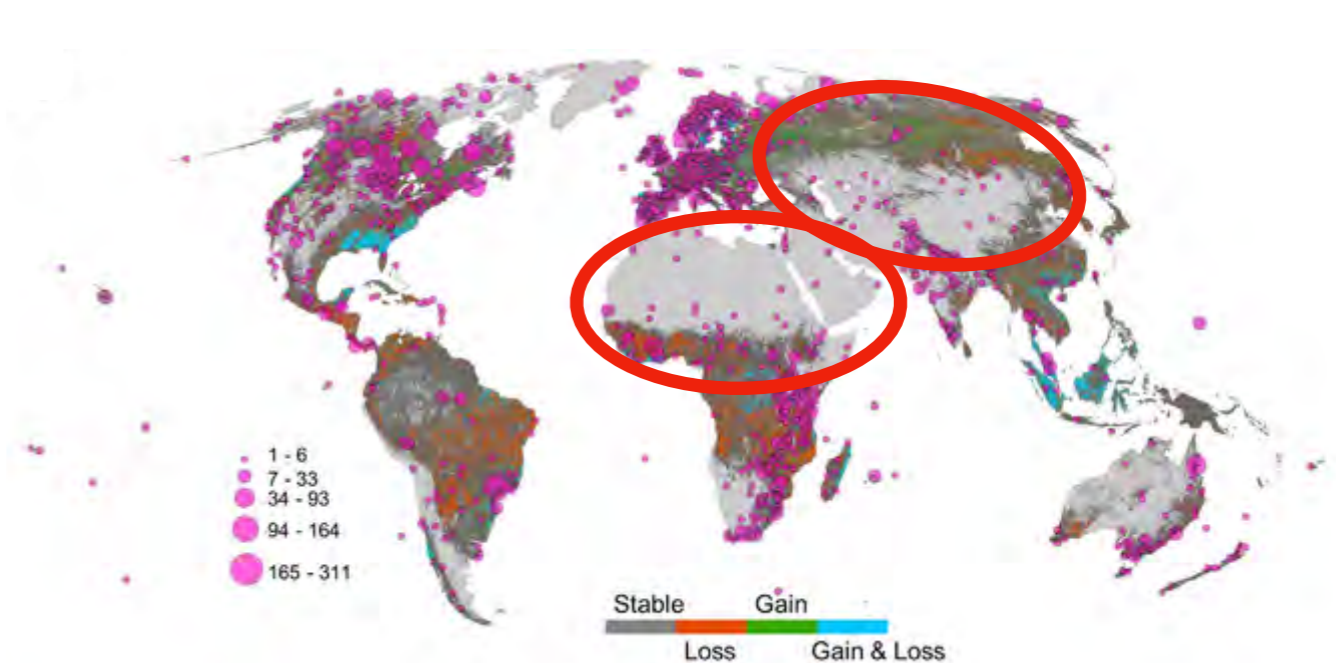 1 - 6
7 - 33
34 - 93
94 - 164
165 - 311
Stable Gain
Loss Gain & Loss